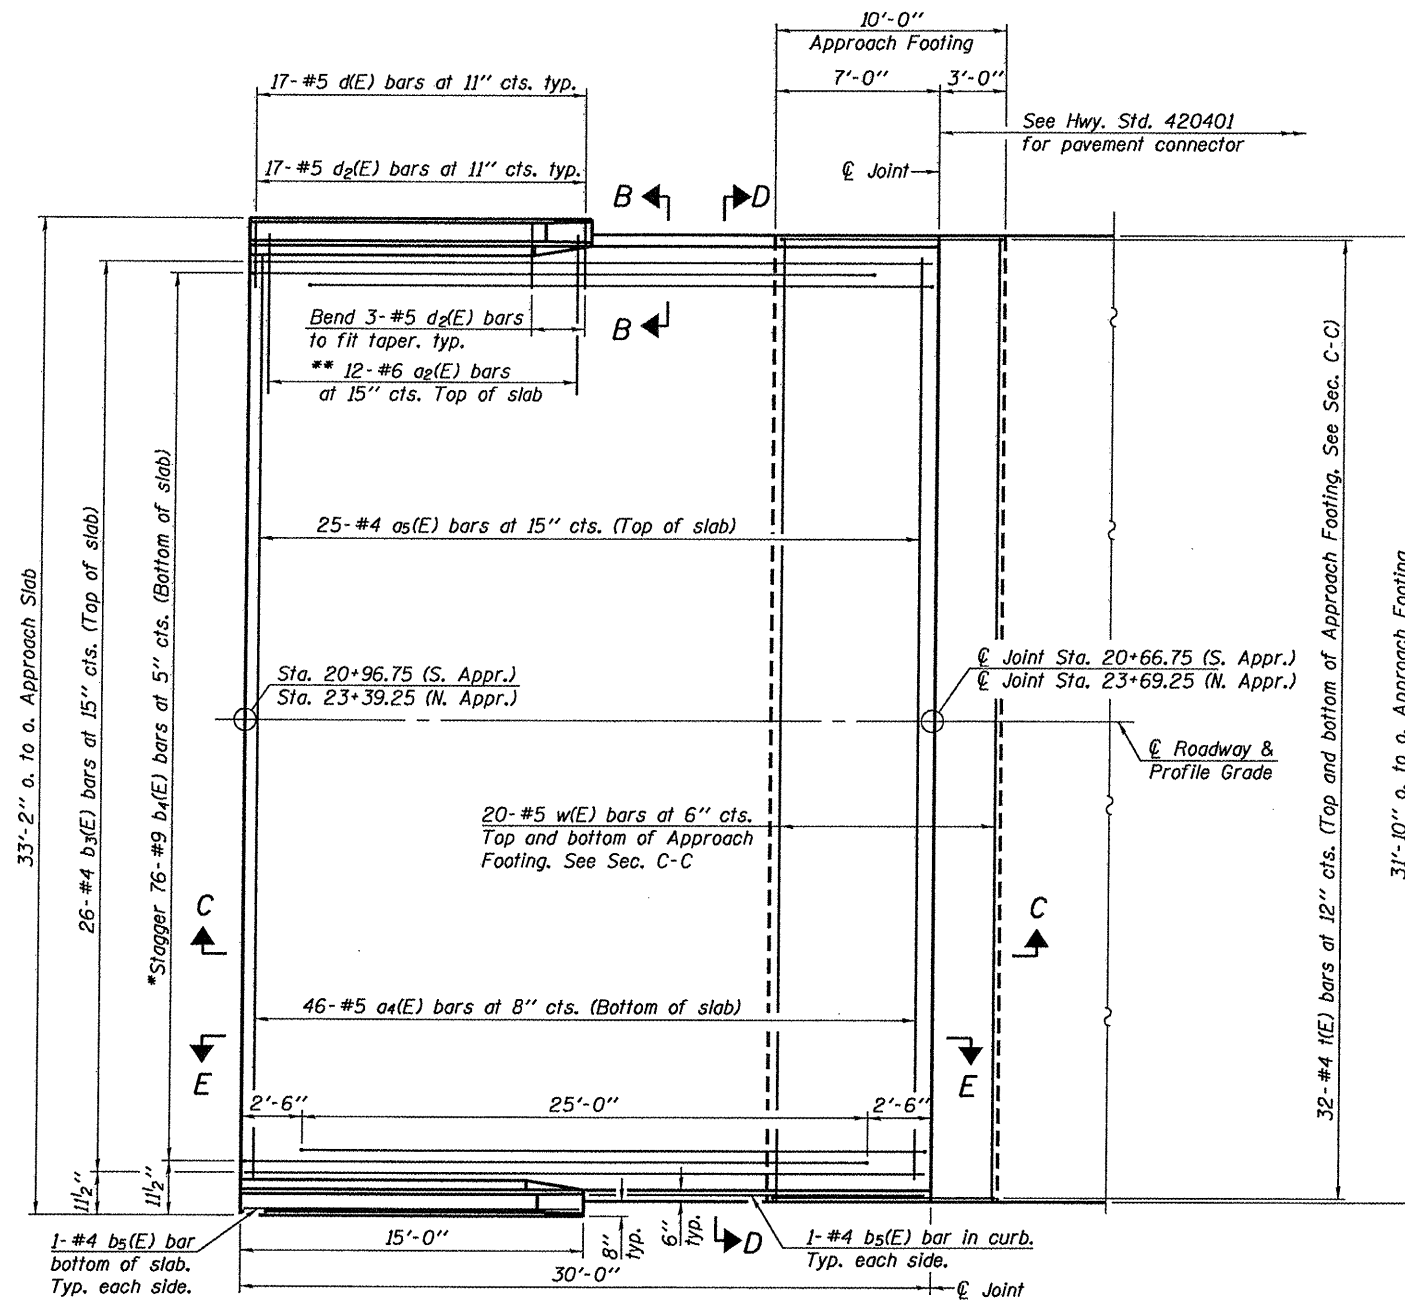 10'-0"
Approach Footing
17-#5 d(E) bars at 11" cts. typ.
7'-0"
3'-0"
See Hwy. Std. 420401
for pavement connector
17-#5 d2(E) bars at 11" cts. typ.
℄ Joint
B
D
Bend 3-#5 d2(E) bars
to fit taper. typ.
B
** 12-#6 a2(E) bars
at 15" cts. Top of slab
33'-2" o. to o. Approach Slab
26-#4 b3(E) bars at 15" cts. (Top of slab)
*Stagger 76-#9 b4(E) bars at 5" cts. (Bottom of slab)
25-#4 a5(E) bars at 15" cts. (Top of slab)
32-#4 t(E) bars at 12" cts. (Top and bottom of Approach Footing. See Sec. C-C)
31'-10" o. to o. Approach Footing
Sta. 20+96.75 (S. Appr.)
Sta. 23+39.25 (N. Appr.)
℄ Joint Sta. 20+66.75 (S. Appr.)
℄ Joint Sta. 23+69.25 (N. Appr.)
℄ Roadway &
Profile Grade
20-#5 w(E) bars at 6" cts.
Top and bottom of Approach
Footing. See Sec. C-C
C
C
46-#5 a4(E) bars at 8" cts. (Bottom of slab)
E
E
2'-6"
25'-0"
2'-6"
11½"
11½"
1-#4 b5(E) bar
bottom of slab.
Typ. each side.
15'-0"
8"
typ.
6"
typ.
D
1-#4 b5(E) bar in curb.
Typ. each side.
30'-0"
℄ Joint